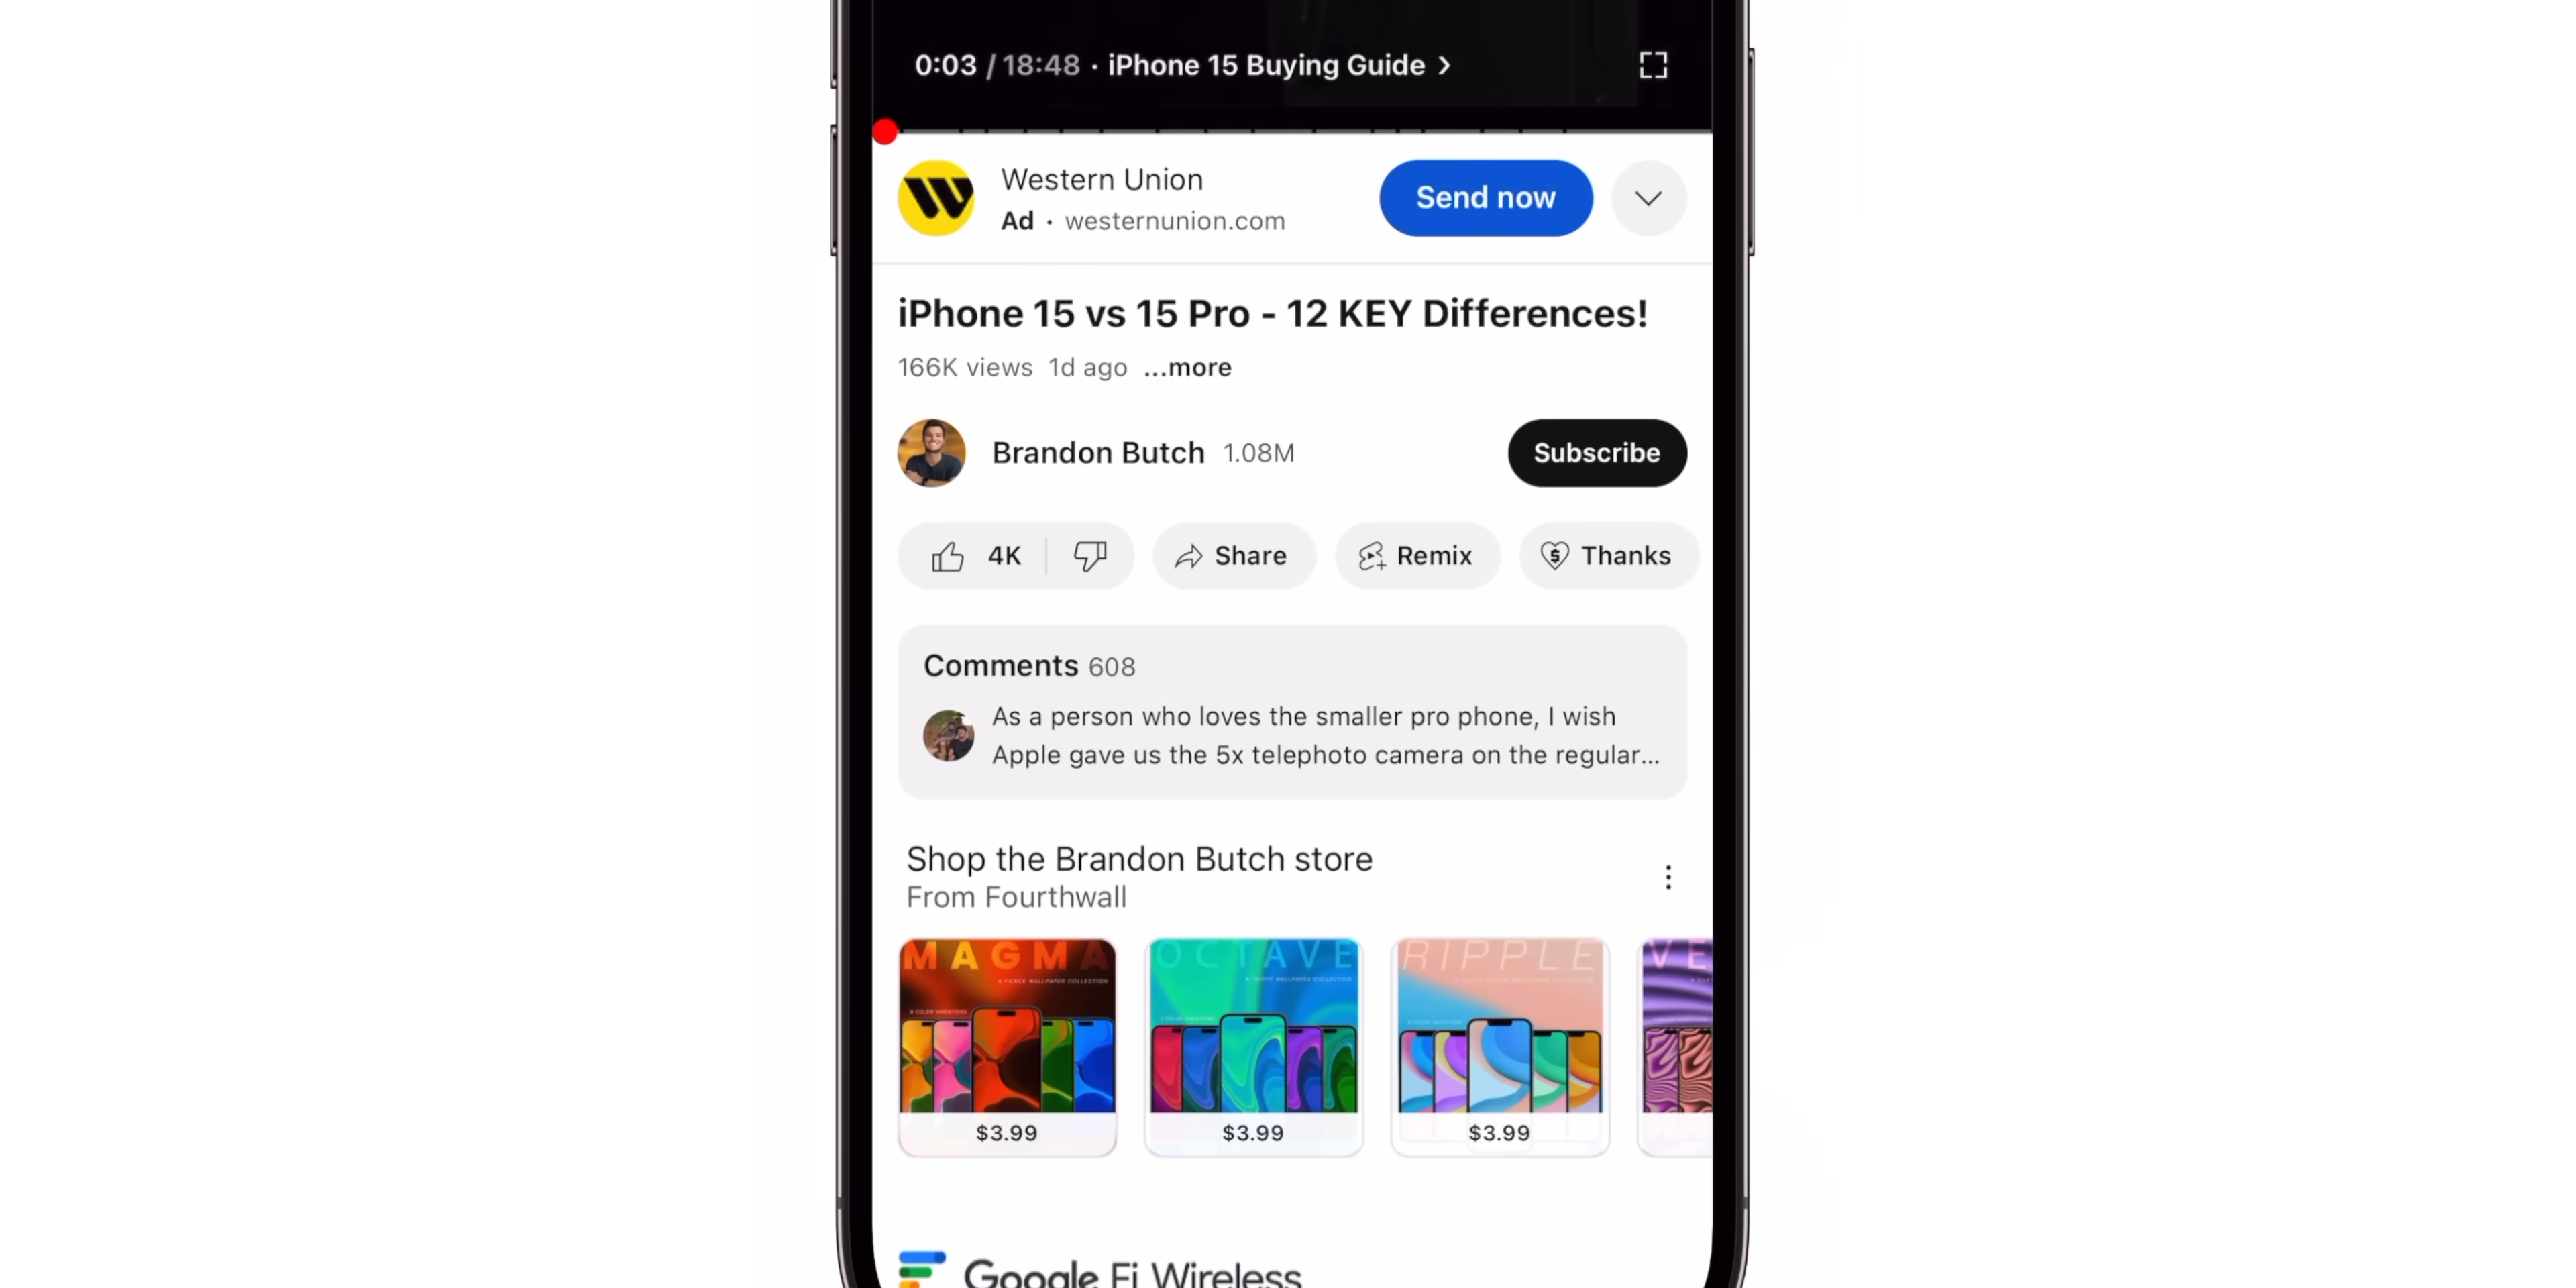 0:03 / 18:48 · iPhone 15 Buying Guide
Western Union
Send now
Ad · westernunion.com
iPhone 15 vs 15 Pro - 12 KEY Differences!
166K views 1d ago ...more
Brandon Butch 1.08M
Subscribe
4K
Share
Remix
Thanks
Comments 608
As a person who loves the smaller pro phone, I wish
Apple gave us the 5x telephoto camera on the regular...
Shop the Brandon Butch store
From Fourthwall
MAGMA
A FIERCE WALLPAPER COLLECTION
$3.99
OCTAVE
$3.99
RIPPLE
$3.99
VE
Google Fi Wireless